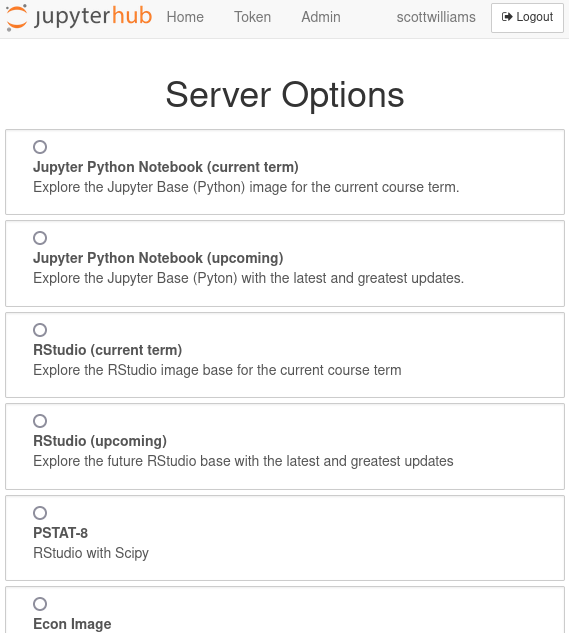 jupyterhub Home Token Admin scottwilliams Logout
Server Options
Jupyter Python Notebook (current term)
Explore the Jupyter Base (Python) image for the current course term.
Jupyter Python Notebook (upcoming)
Explore the Jupyter Base (Pyton) with the latest and greatest updates.
RStudio (current term)
Explore the RStudio image base for the current course term
RStudio (upcoming)
Explore the future RStudio base with the latest and greatest updates
PSTAT-8
RStudio with Scipy
Econ Image